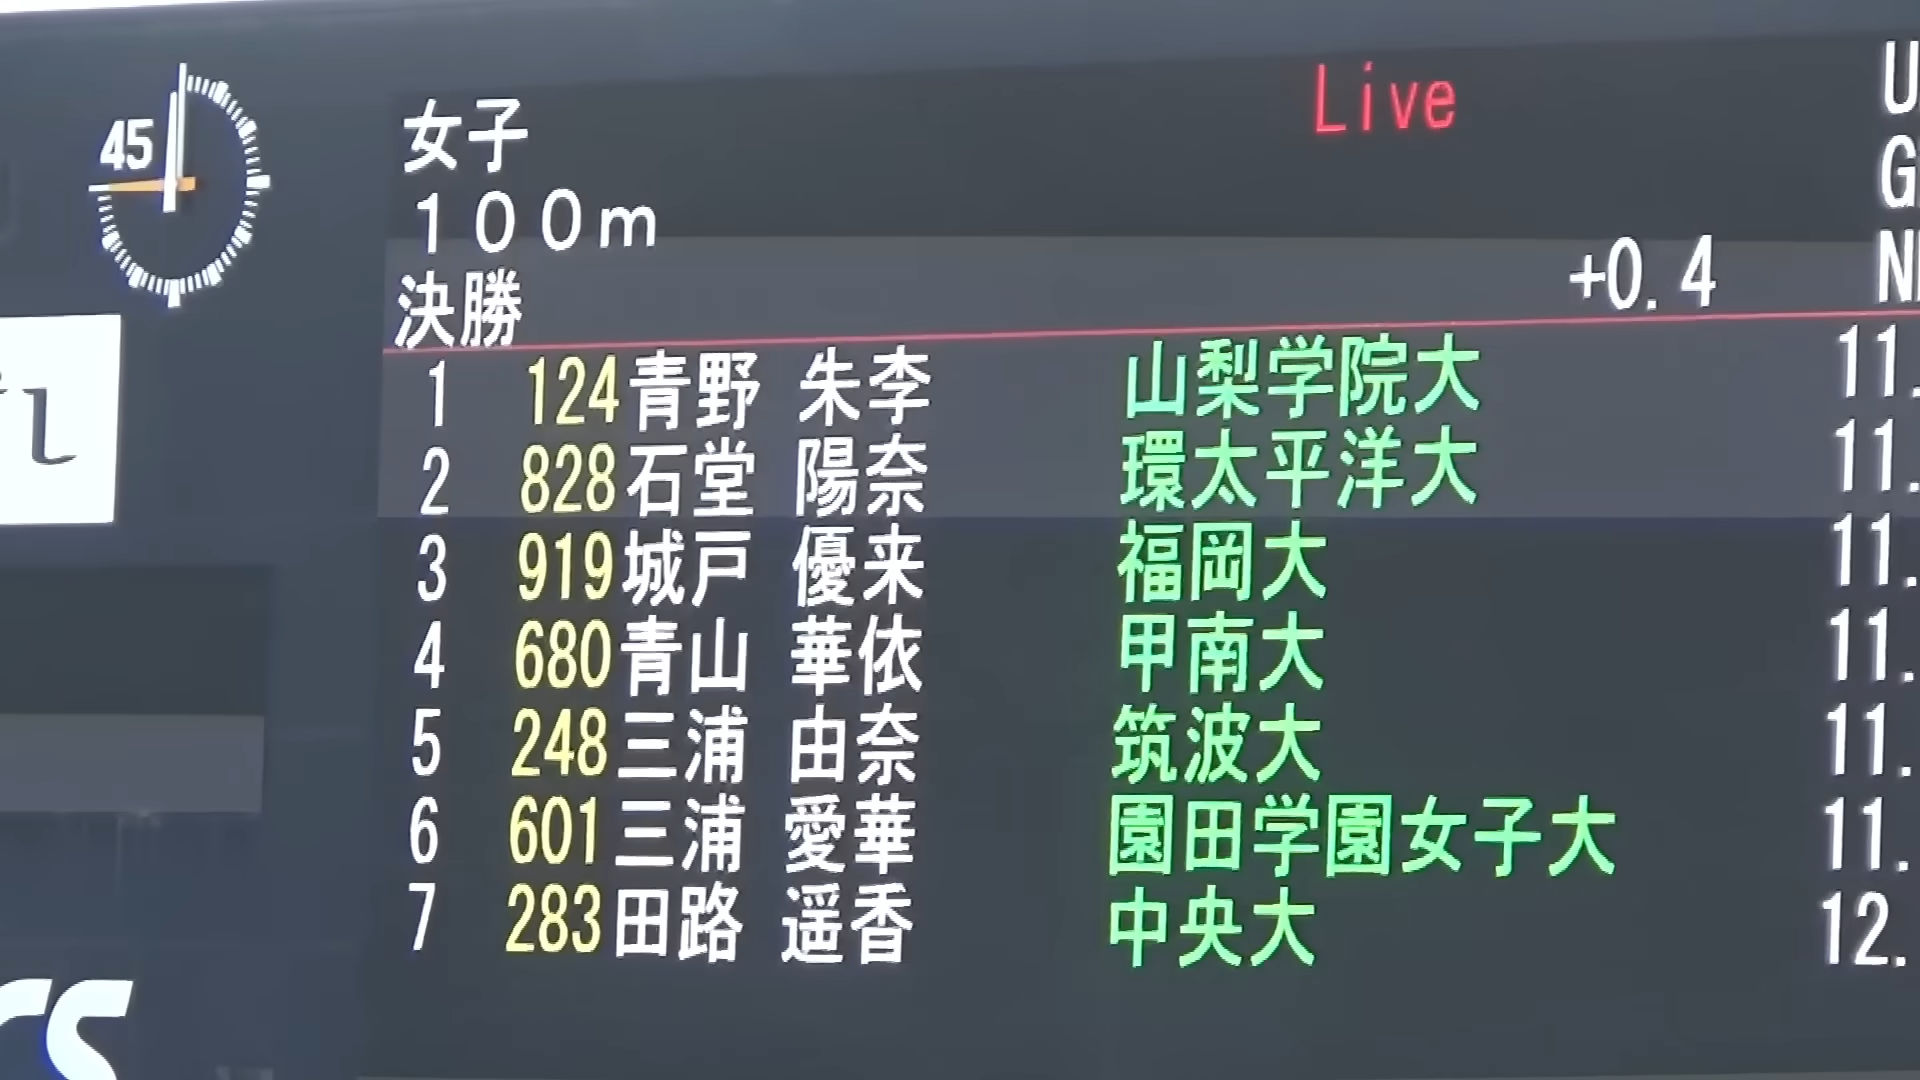 45
女子
Live
U
100m
G
決勝
+0.4
N
1 124 青野 朱李 山梨学院大 11.
2 828 石堂 陽奈 環太平洋大 11.
3 919 城戸 優来 福岡大 11.
4 680 青山 華依 甲南大 11.
5 248 三浦 由奈 筑波大 11.
6 601 三浦 愛華 園田学園女子大 11.
7 283 田路 遥香 中央大 12.